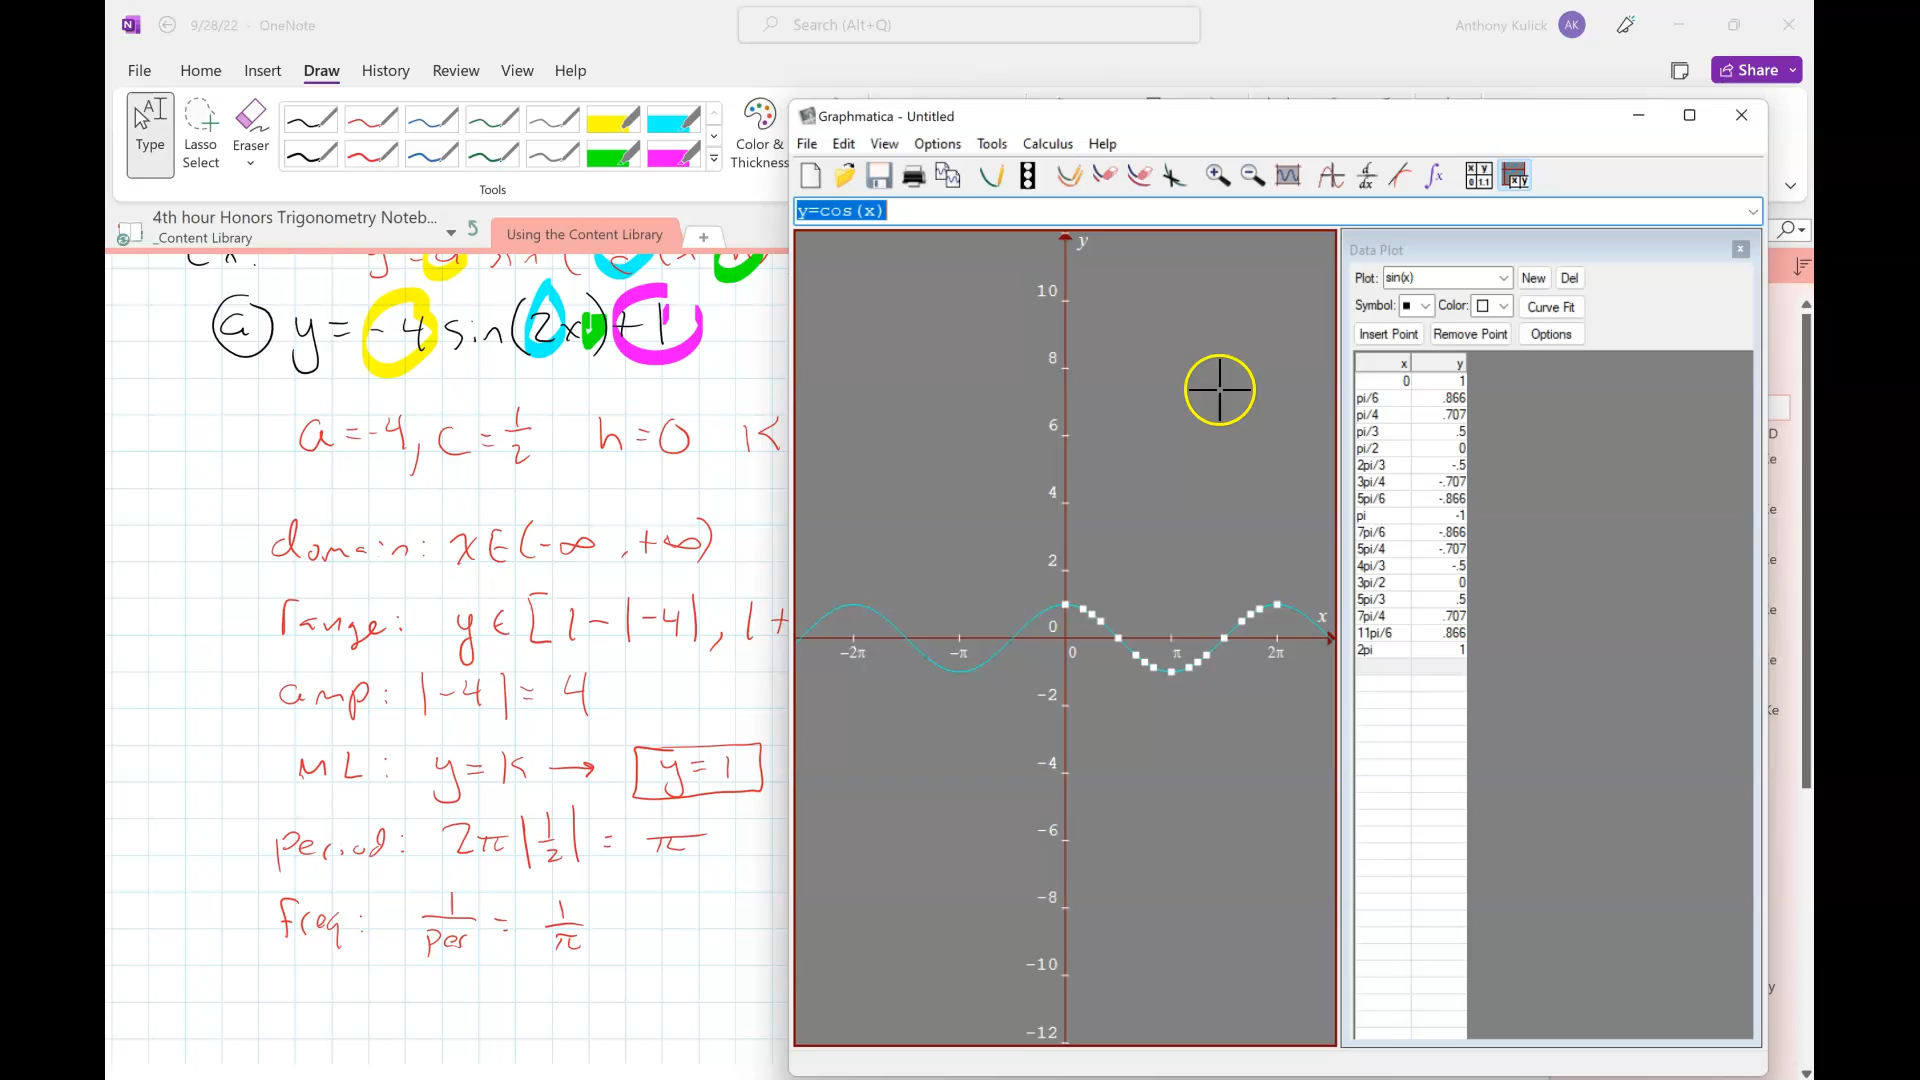 9/28/22 - OneNote
Search (Alt+Q)
Anthony Kulick AK
File Home Insert Draw History Review View Help
Share
Type
Lasso Select
Eraser
Color & Thickness
Tools
4th hour Honors Trigonometry Noteb...
_Content Library
Using the Content Library
Ex:
(a) y = -4 sin(2x) + 1
a = -4, c = 1/2 h = 0 K
domain: x ∈ (-∞, +∞)
range: y ∈ [1 - |-4|, 1 +
amp: |-4| = 4
ML: y = K → y = 1
period: 2π |1/2| = π
freq: 1/per = 1/π
Graphmatica - Untitled
File Edit View Options Tools Calculus Help
y=cos(x)
y
10
8
6
4
2
0
x
-2π -π 0 π 2π
-2
-4
-6
-8
-10
-12
Data Plot
Plot: sin(x) New Del
Symbol: Color: Curve Fit
Insert Point Remove Point Options
x y
0 1
pi/6 .866
pi/4 .707
pi/3 .5
pi/2 0
2pi/3 -.5
3pi/4 -.707
5pi/6 -.866
pi -1
7pi/6 -.866
5pi/4 -.707
4pi/3 -.5
3pi/2 0
5pi/3 .5
7pi/4 .707
11pi/6 .866
2pi 1